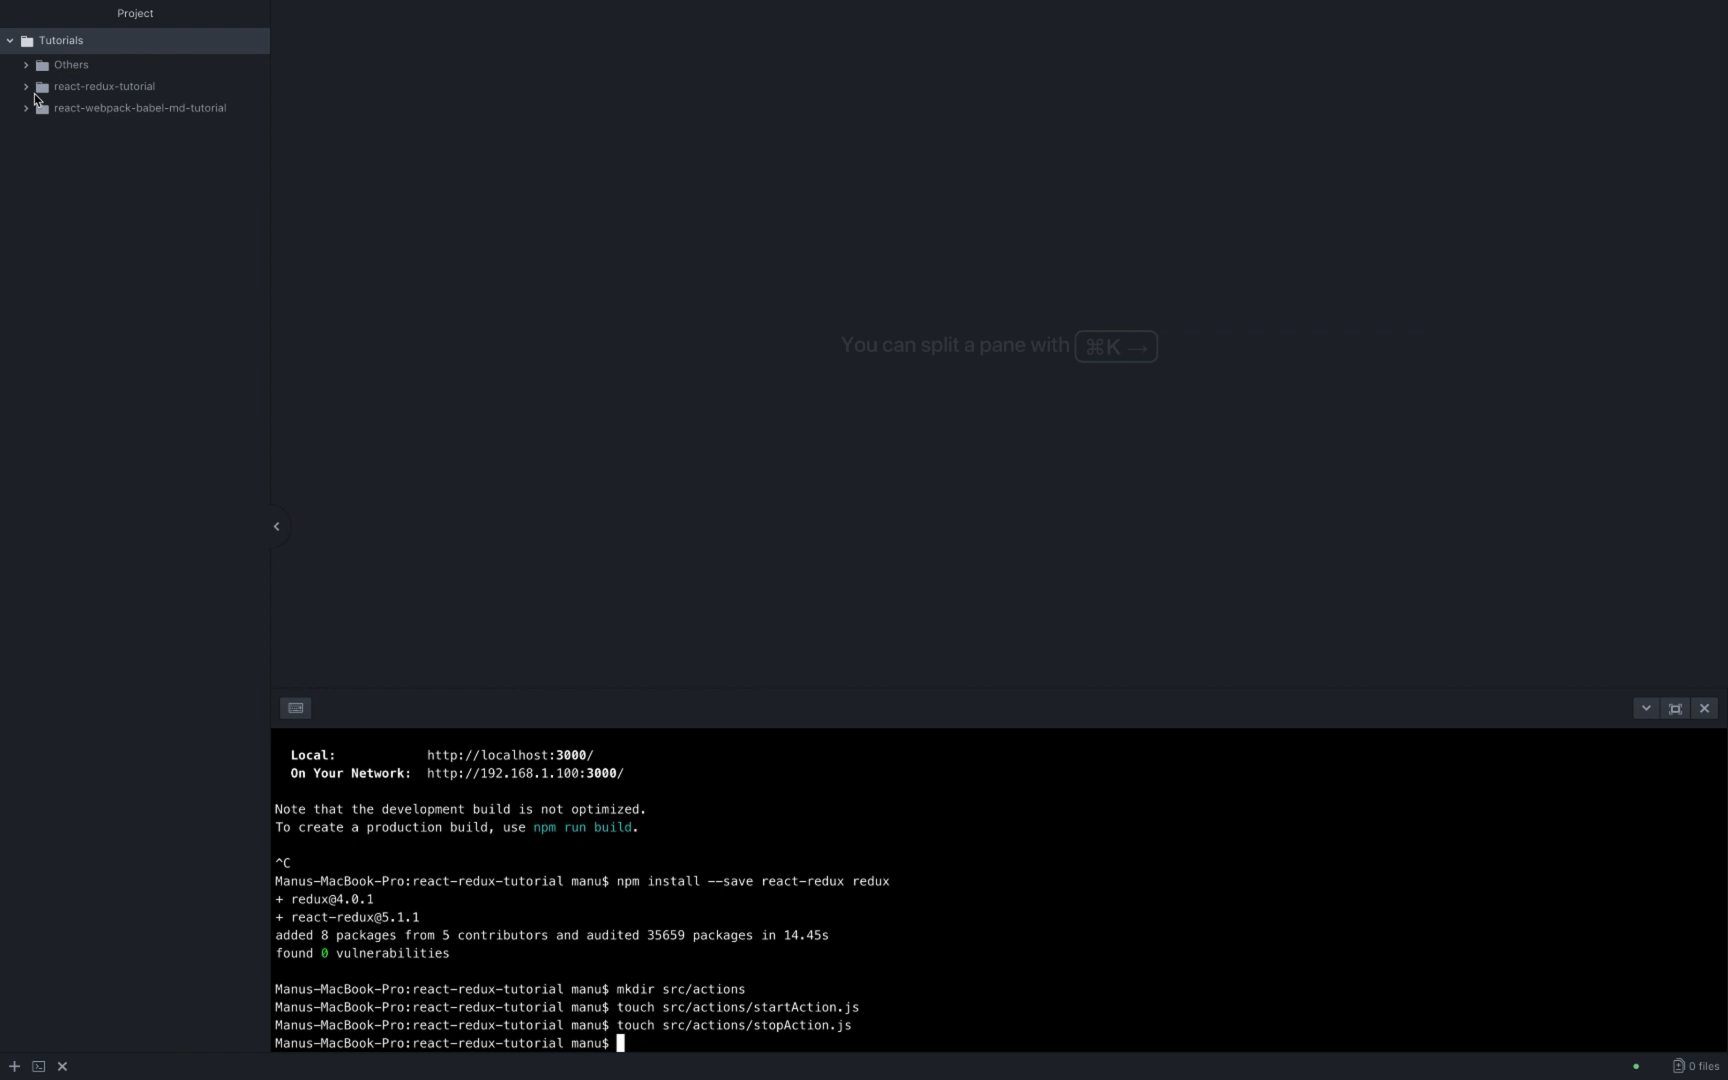 Project
Tutorials
Others
react-redux-tutorial
react-webpack-babel-md-tutorial
You can split a pane with ⌘K →
Local: http://localhost:3000/
On Your Network: http://192.168.1.100:3000/
Note that the development build is not optimized.
To create a production build, use npm run build.
^C
Manus-MacBook-Pro:react-redux-tutorial manu$ npm install --save react-redux redux
+ redux@4.0.1
+ react-redux@5.1.1
added 8 packages from 5 contributors and audited 35659 packages in 14.45s
found 0 vulnerabilities
Manus-MacBook-Pro:react-redux-tutorial manu$ mkdir src/actions
Manus-MacBook-Pro:react-redux-tutorial manu$ touch src/actions/startAction.js
Manus-MacBook-Pro:react-redux-tutorial manu$ touch src/actions/stopAction.js
Manus-MacBook-Pro:react-redux-tutorial manu$
0 files